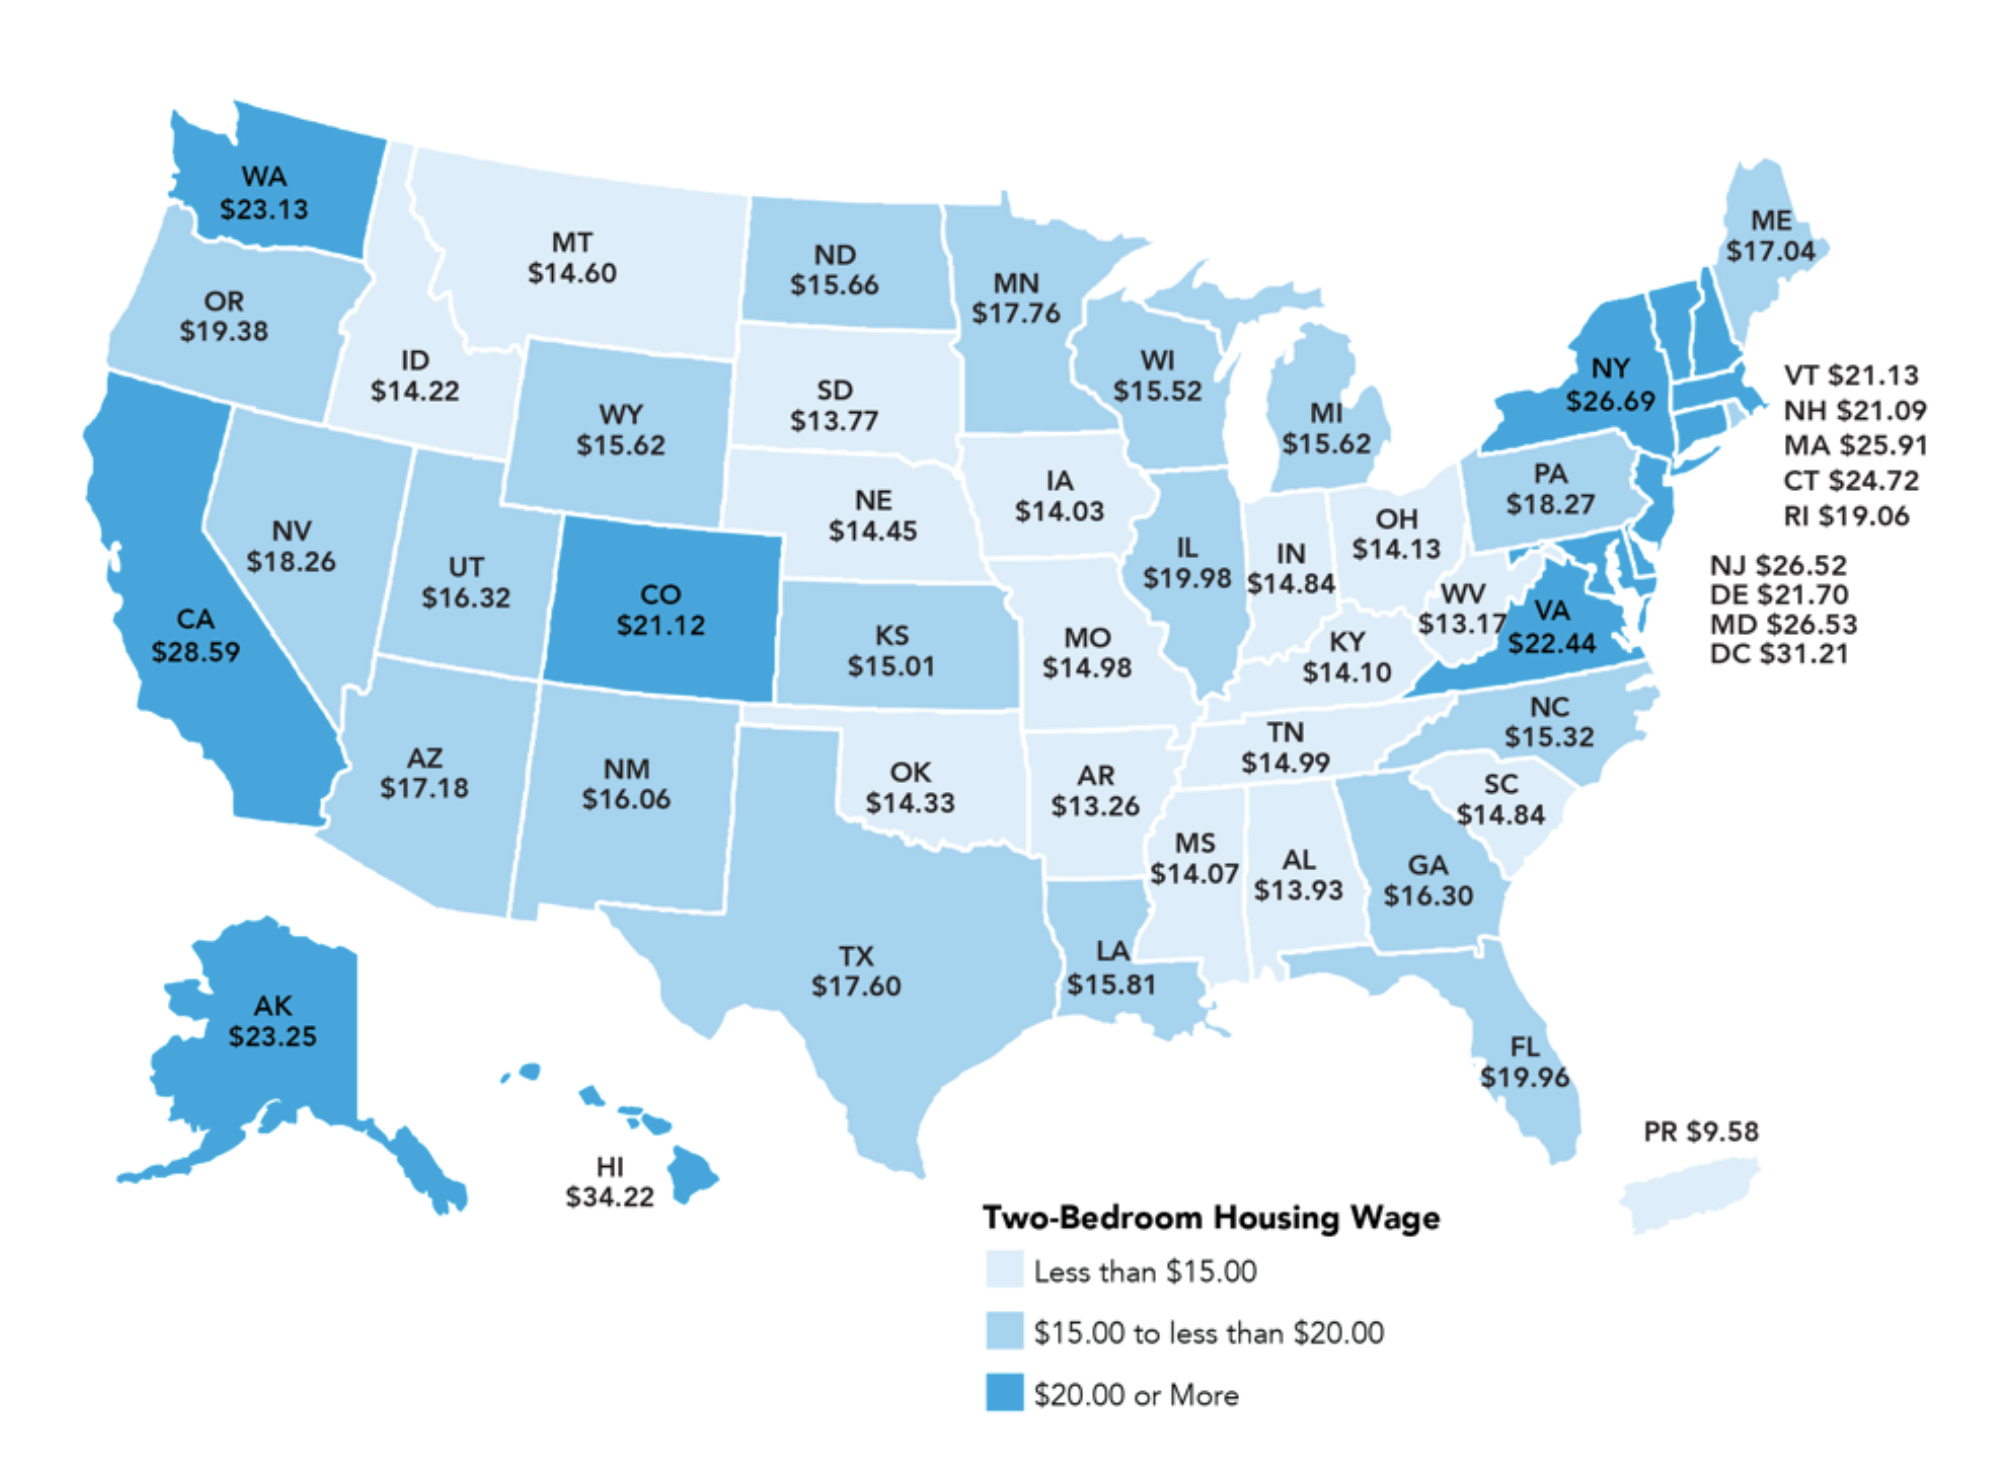 WA
$23.13
OR
$19.38
CA
$28.59
ID
$14.22
NV
$18.26
MT
$14.60
WY
$15.62
UT
$16.32
CO
$21.12
AZ
$17.18
NM
$16.06
ND
$15.66
SD
$13.77
NE
$14.45
KS
$15.01
OK
$14.33
TX
$17.60
MN
$17.76
IA
$14.03
MO
$14.98
AR
$13.26
LA
$15.81
WI
$15.52
IL
$19.98
MI
$15.62
IN
$14.84
OH
$14.13
KY
$14.10
TN
$14.99
MS
$14.07
AL
$13.93
GA
$16.30
FL
$19.96
SC
$14.84
NC
$15.32
VA
$22.44
WV
$13.17
PA
$18.27
NY
$26.69
ME
$17.04
VT $21.13
NH $21.09
MA $25.91
CT $24.72
RI $19.06
NJ $26.52
DE $21.70
MD $26.53
DC $31.21
AK
$23.25
HI
$34.22
PR $9.58
Two-Bedroom Housing Wage
Less than $15.00
$15.00 to less than $20.00
$20.00 or More